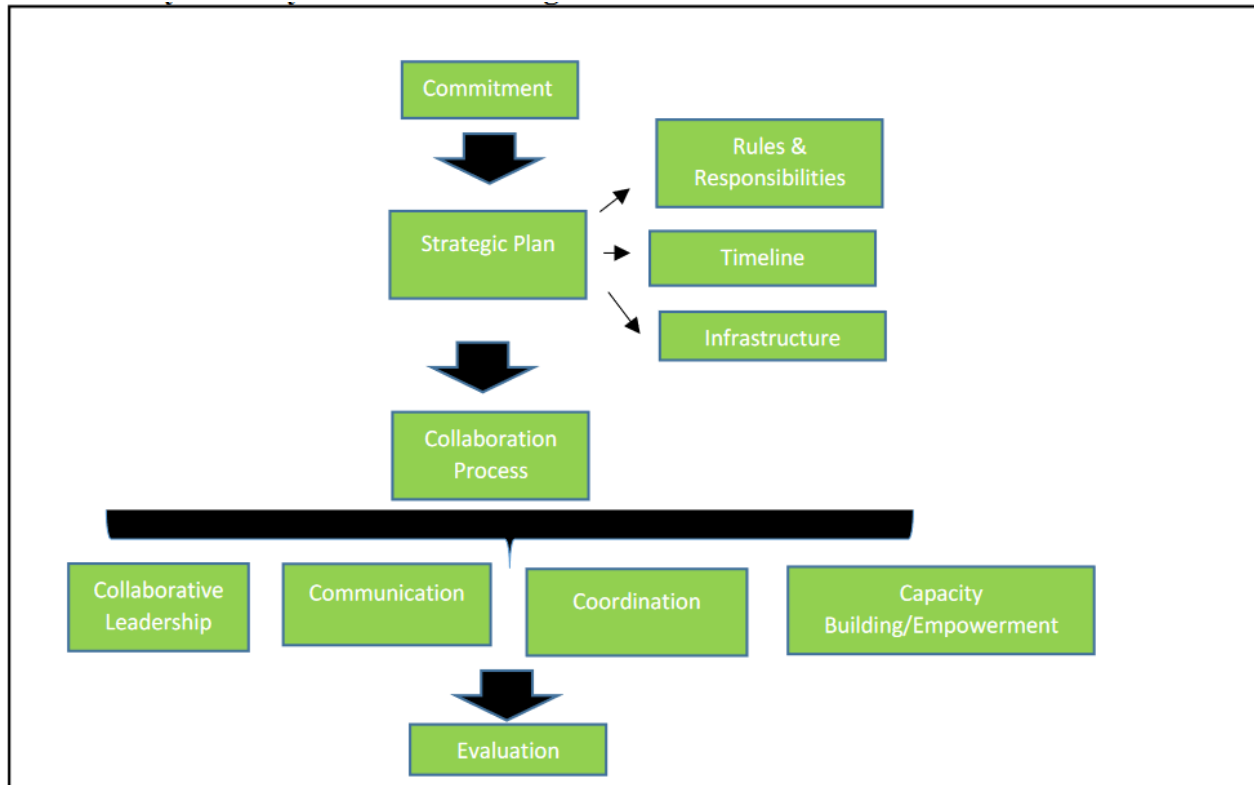 Commitment
Rules &
Responsibilities
Strategic Plan
Timeline
Infrastructure
Collaboration
Process
Collaborative
Leadership
Communication
Coordination
Capacity
Building/Empowerment
Evaluation